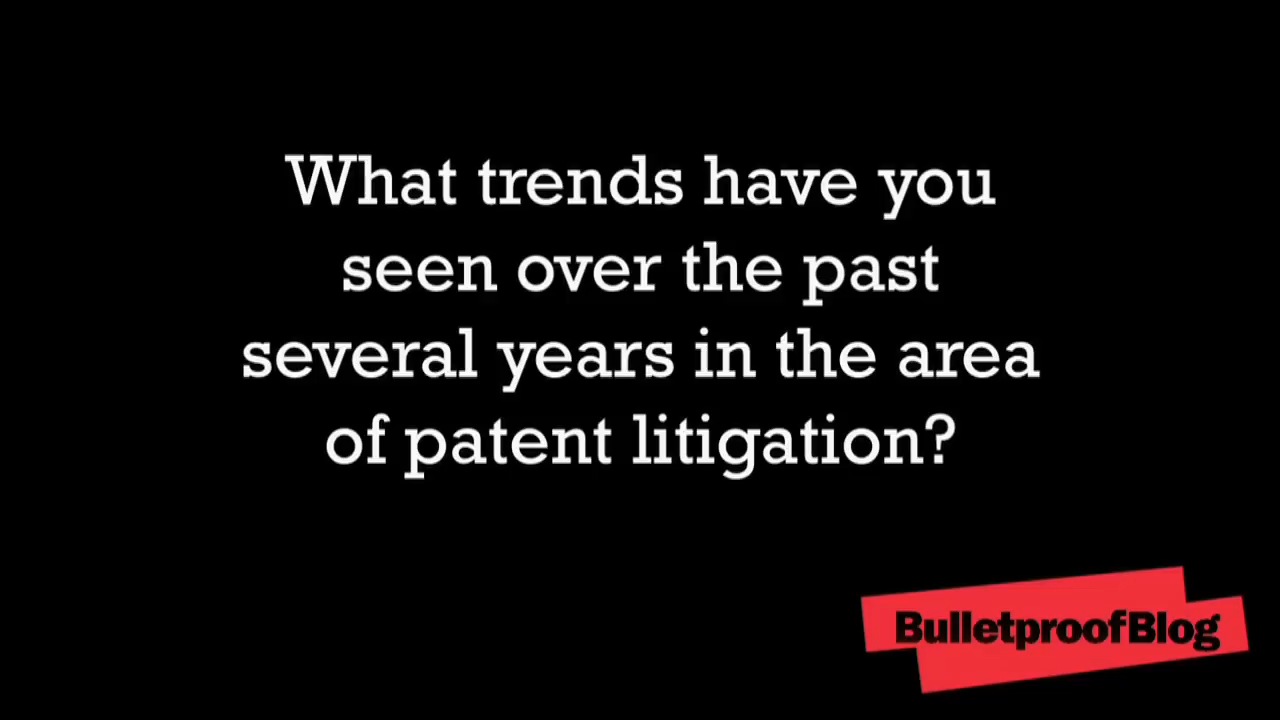 What trends have you
seen over the past
several years in the area
of patent litigation?
BulletproofBlog